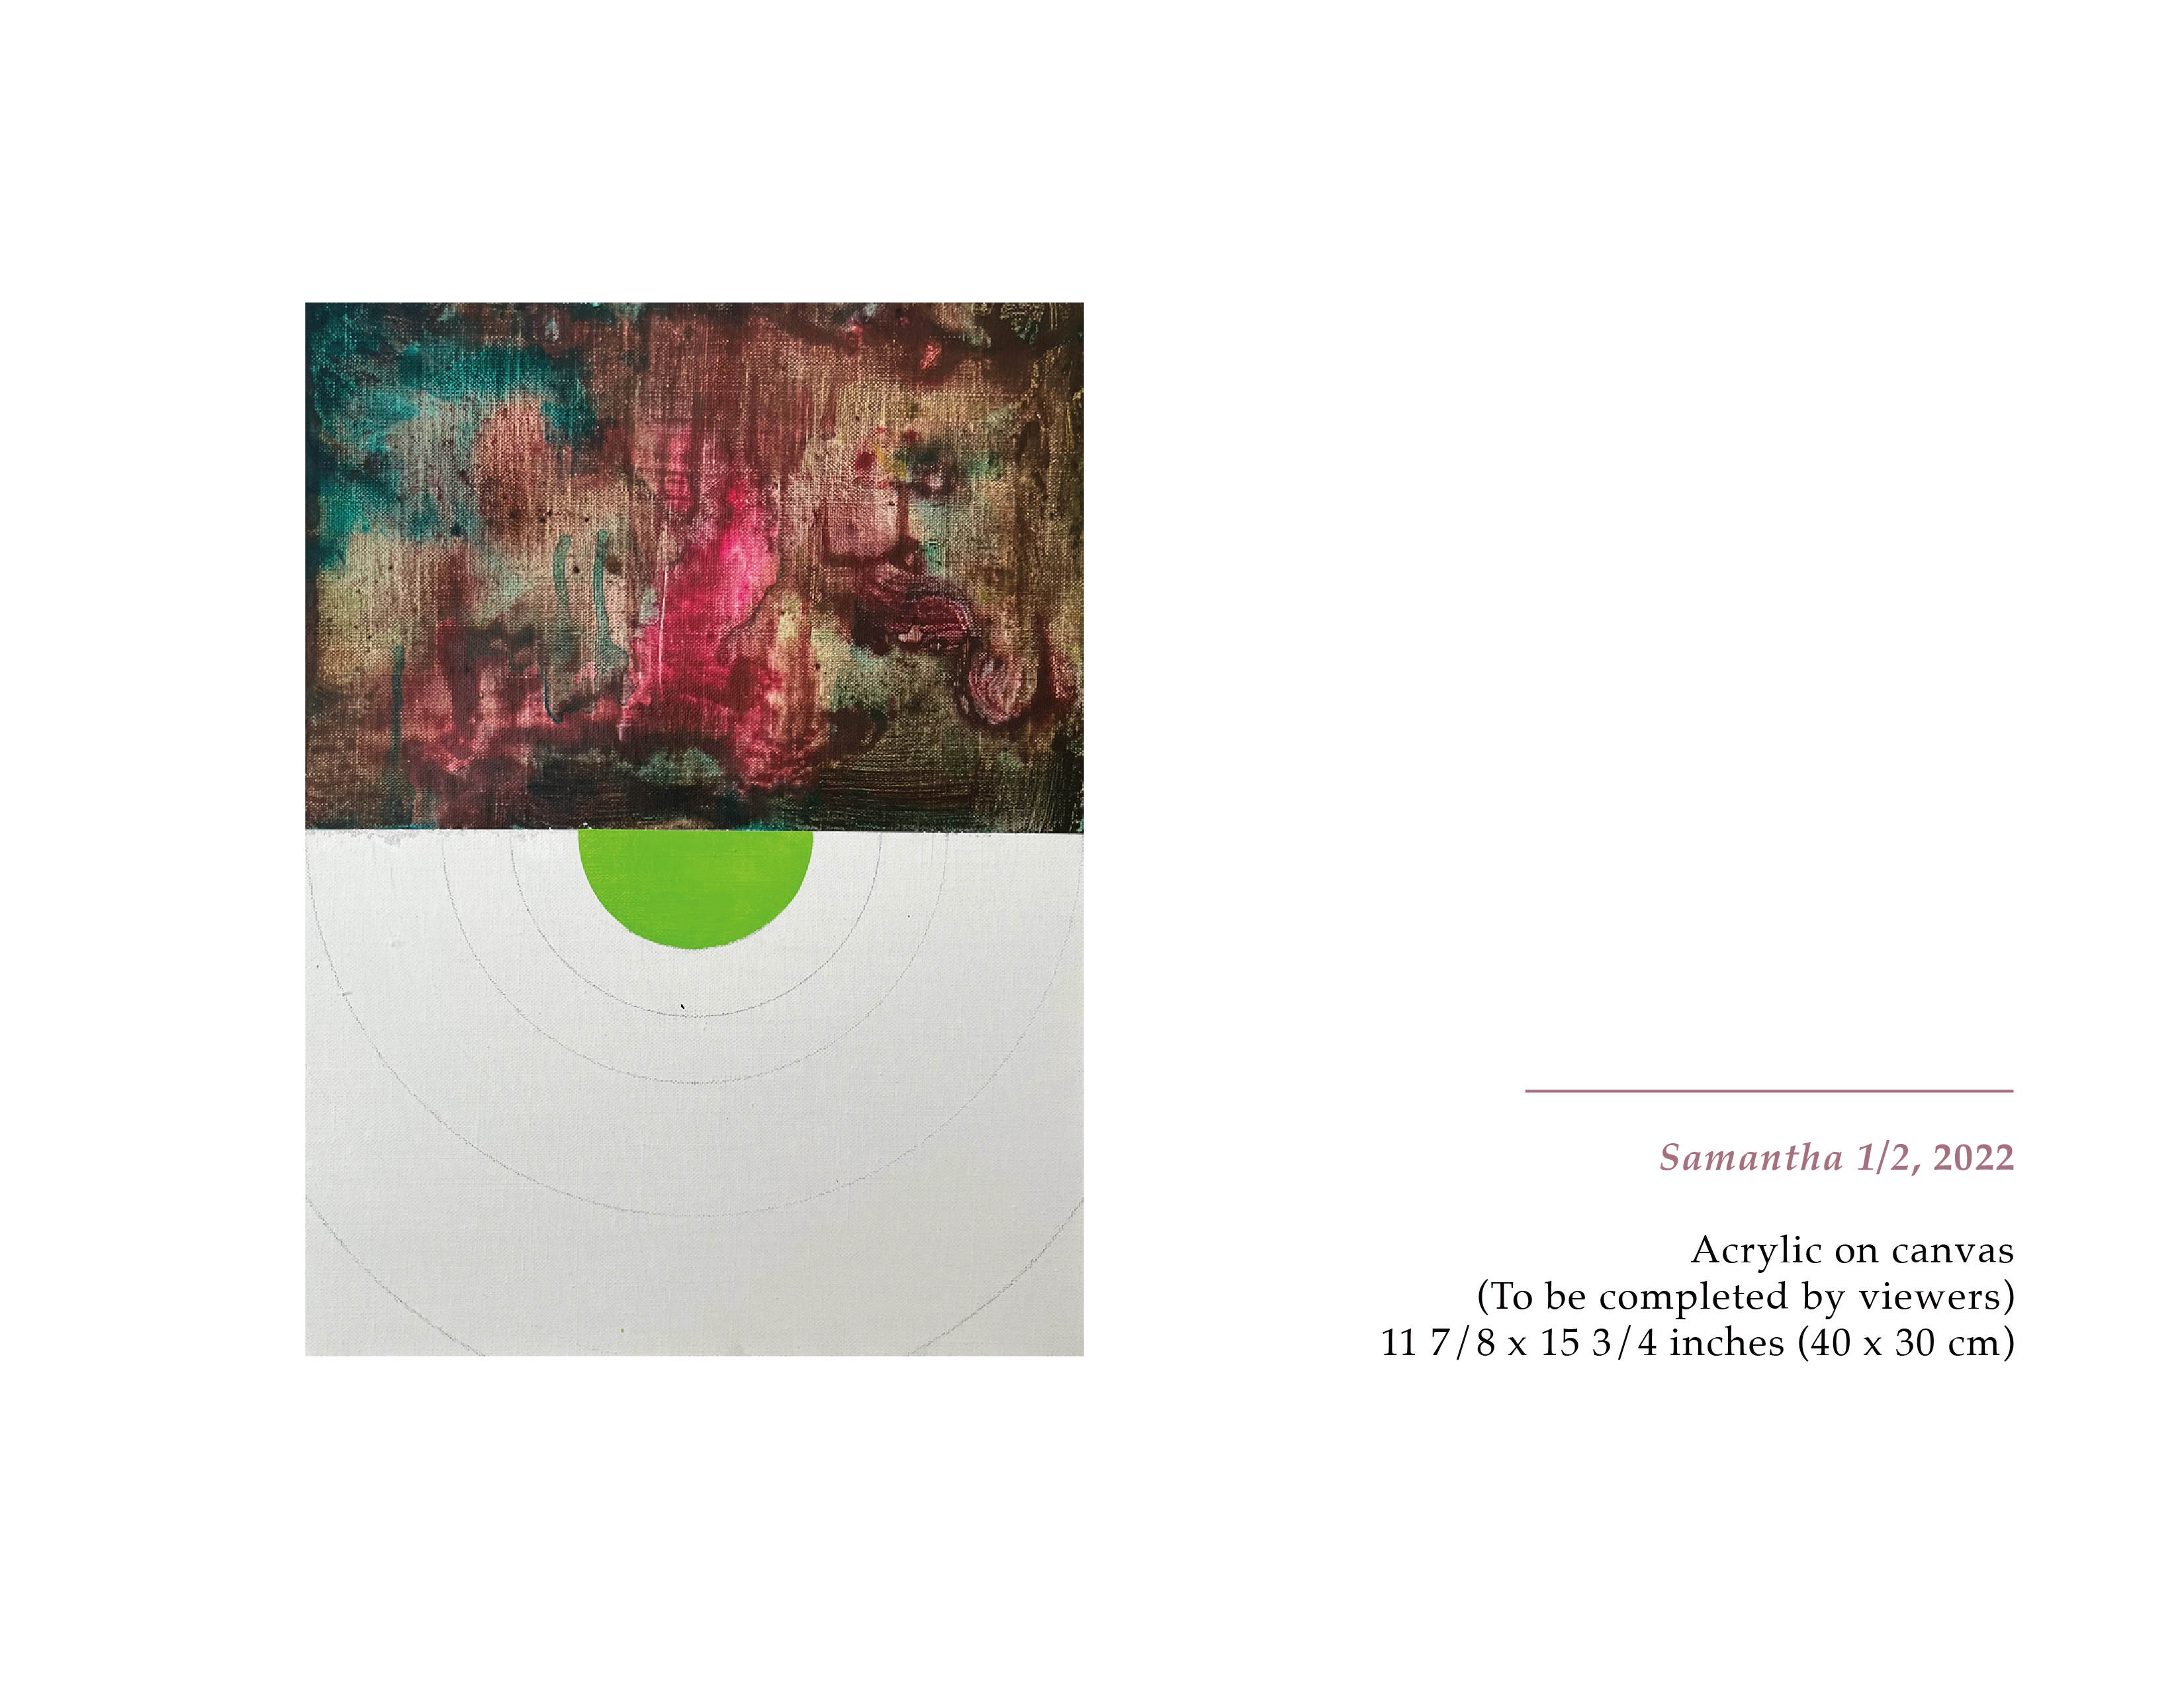 Samantha 1/2, 2022
Acrylic on canvas
(To be completed by viewers)
11 7/8 x 15 3/4 inches (40 x 30 cm)